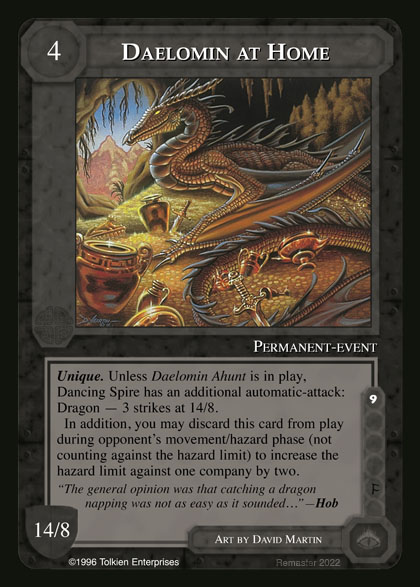 4
DAELOMIN AT HOME
PERMANENT-EVENT
Unique. Unless Daelomin Ahunt is in play,
Dancing Spire has an additional automatic-attack:
Dragon — 3 strikes at 14/8.
In addition, you may discard this card from play
during opponent's movement/hazard phase (not
counting against the hazard limit) to increase the
hazard limit against one company by two.
“The general opinion was that catching a dragon
napping was not as easy as it sounded…”—Hob
9
14/8
ART BY DAVID MARTIN
©1996 Tolkien Enterprises
Remaster 2022